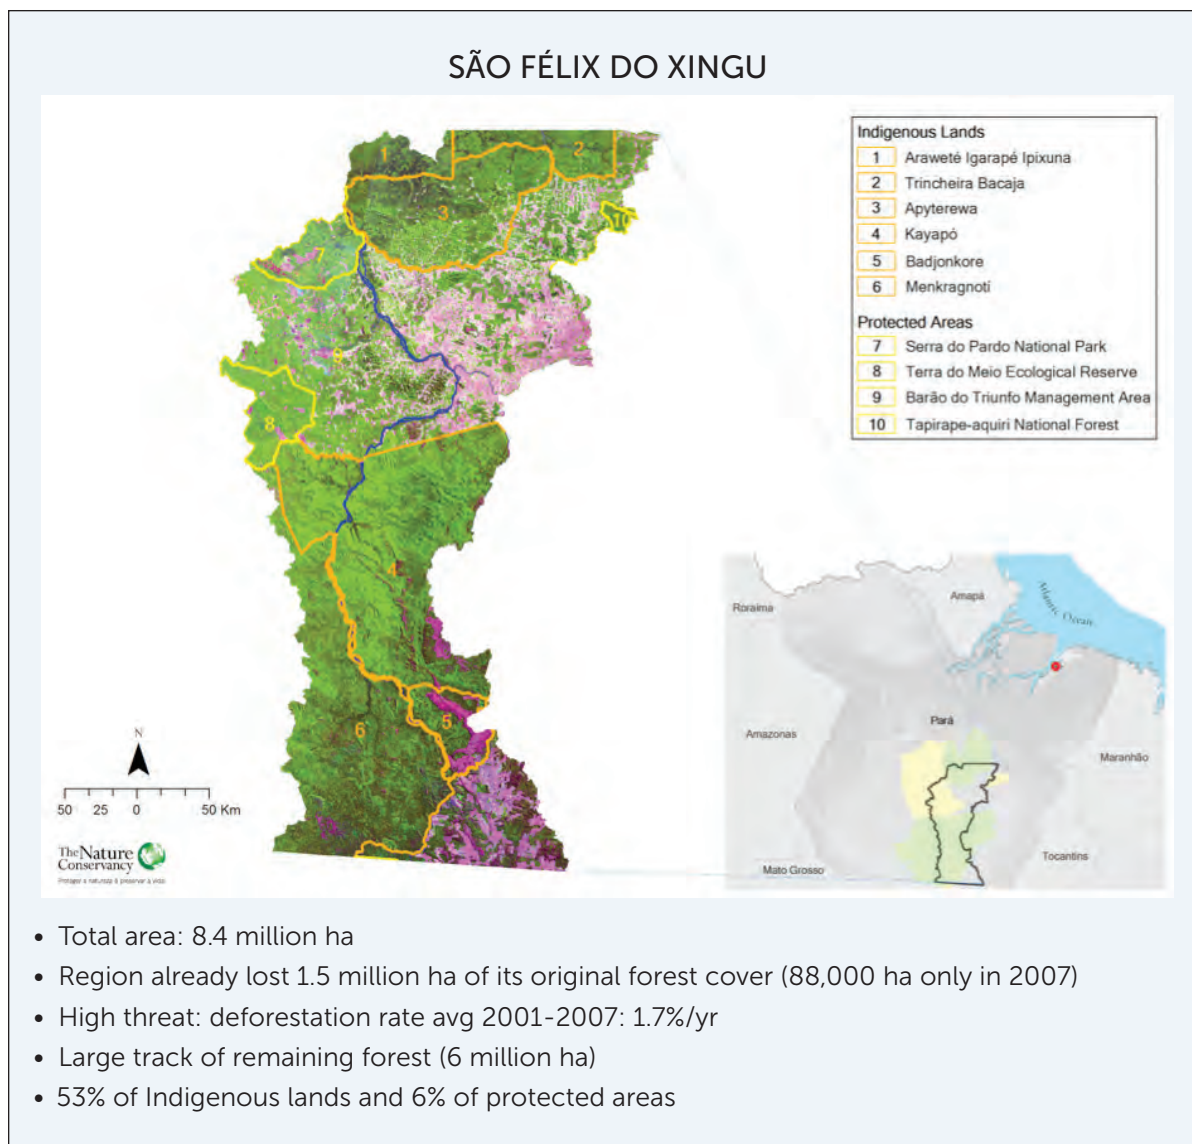 SÃO FÉLIX DO XINGU
1
2
3
10
7
9
8
4
5
6
Indigenous Lands
1 Araweté Igarapé Ipixuna
2 Trincheira Bacaja
3 Apyterewa
4 Kayapó
5 Badjonkore
6 Menkragnotí
Protected Areas
7 Serra do Pardo National Park
8 Terra do Meio Ecological Reserve
9 Barão do Triunfo Management Area
10 Tapirape-aquiri National Forest
N
50 25 0 50 Km
The Nature
Conservancy
Proteger a natureza é preservar a vida.
Roraima
Amapá
Atlantic Ocean
Pará
Amazonas
Maranhão
Mato Grosso
Tocantins
• Total area: 8.4 million ha
• Region already lost 1.5 million ha of its original forest cover (88,000 ha only in 2007)
• High threat: deforestation rate avg 2001-2007: 1.7%/yr
• Large track of remaining forest (6 million ha)
• 53% of Indigenous lands and 6% of protected areas